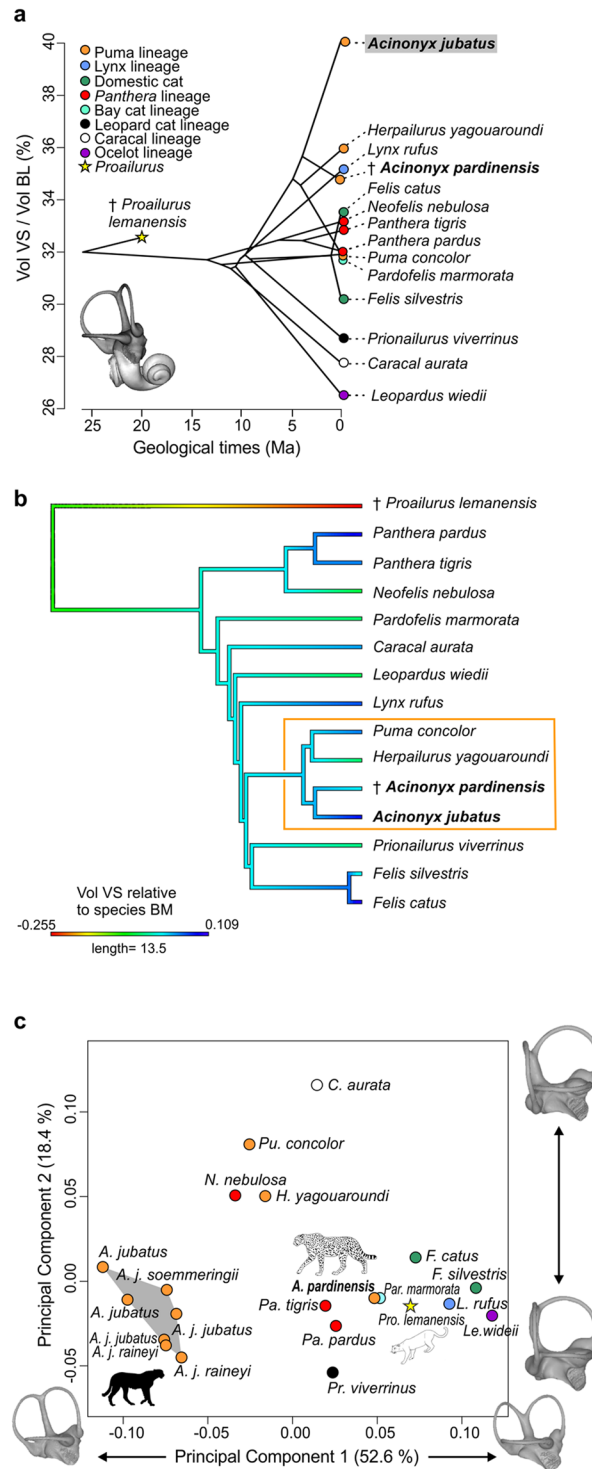 a
Vol VS / Vol BL (%)
40
38
36
34
32
30
28
26
Puma lineage
Lynx lineage
Domestic cat
Panthera lineage
Bay cat lineage
Leopard cat lineage
Caracal lineage
Ocelot lineage
Proailurus
† Proailurus
lemanensis
Acinonyx jubatus
Herpailurus yagouaroundi
Lynx rufus
† Acinonyx pardinensis
Felis catus
Neofelis nebulosa
Panthera tigris
Panthera pardus
Puma concolor
Pardofelis marmorata
Felis silvestris
Prionailurus viverrinus
Caracal aurata
Leopardus wiedii
25 20 15 10 5 0
Geological times (Ma)
b
† Proailurus lemanensis
Panthera pardus
Panthera tigris
Neofelis nebulosa
Pardofelis marmorata
Caracal aurata
Leopardus wiedii
Lynx rufus
Puma concolor
Herpailurus yagouaroundi
† Acinonyx pardinensis
Acinonyx jubatus
Prionailurus viverrinus
Felis silvestris
Felis catus
Vol VS relative
to species BM
-0.255 0.109
length= 13.5
c
Principal Component 2 (18.4 %)
0.10
0.05
0.00
-0.05
C. aurata
Pu. concolor
N. nebulosa
H. yagouaroundi
A. jubatus
A. j. soemmeringii
A. jubatus
A. j. jubatus
A. j. jubatus
A. j. raineyi
A. j. raineyi
F. catus
F. silvestris
A. pardinensis
Par. marmorata
Pa. tigris
Pro. lemanensis
L. rufus
Le.wideii
Pa. pardus
Pr. viverrinus
-0.10 -0.05 0.00 0.05 0.10
Principal Component 1 (52.6 %)